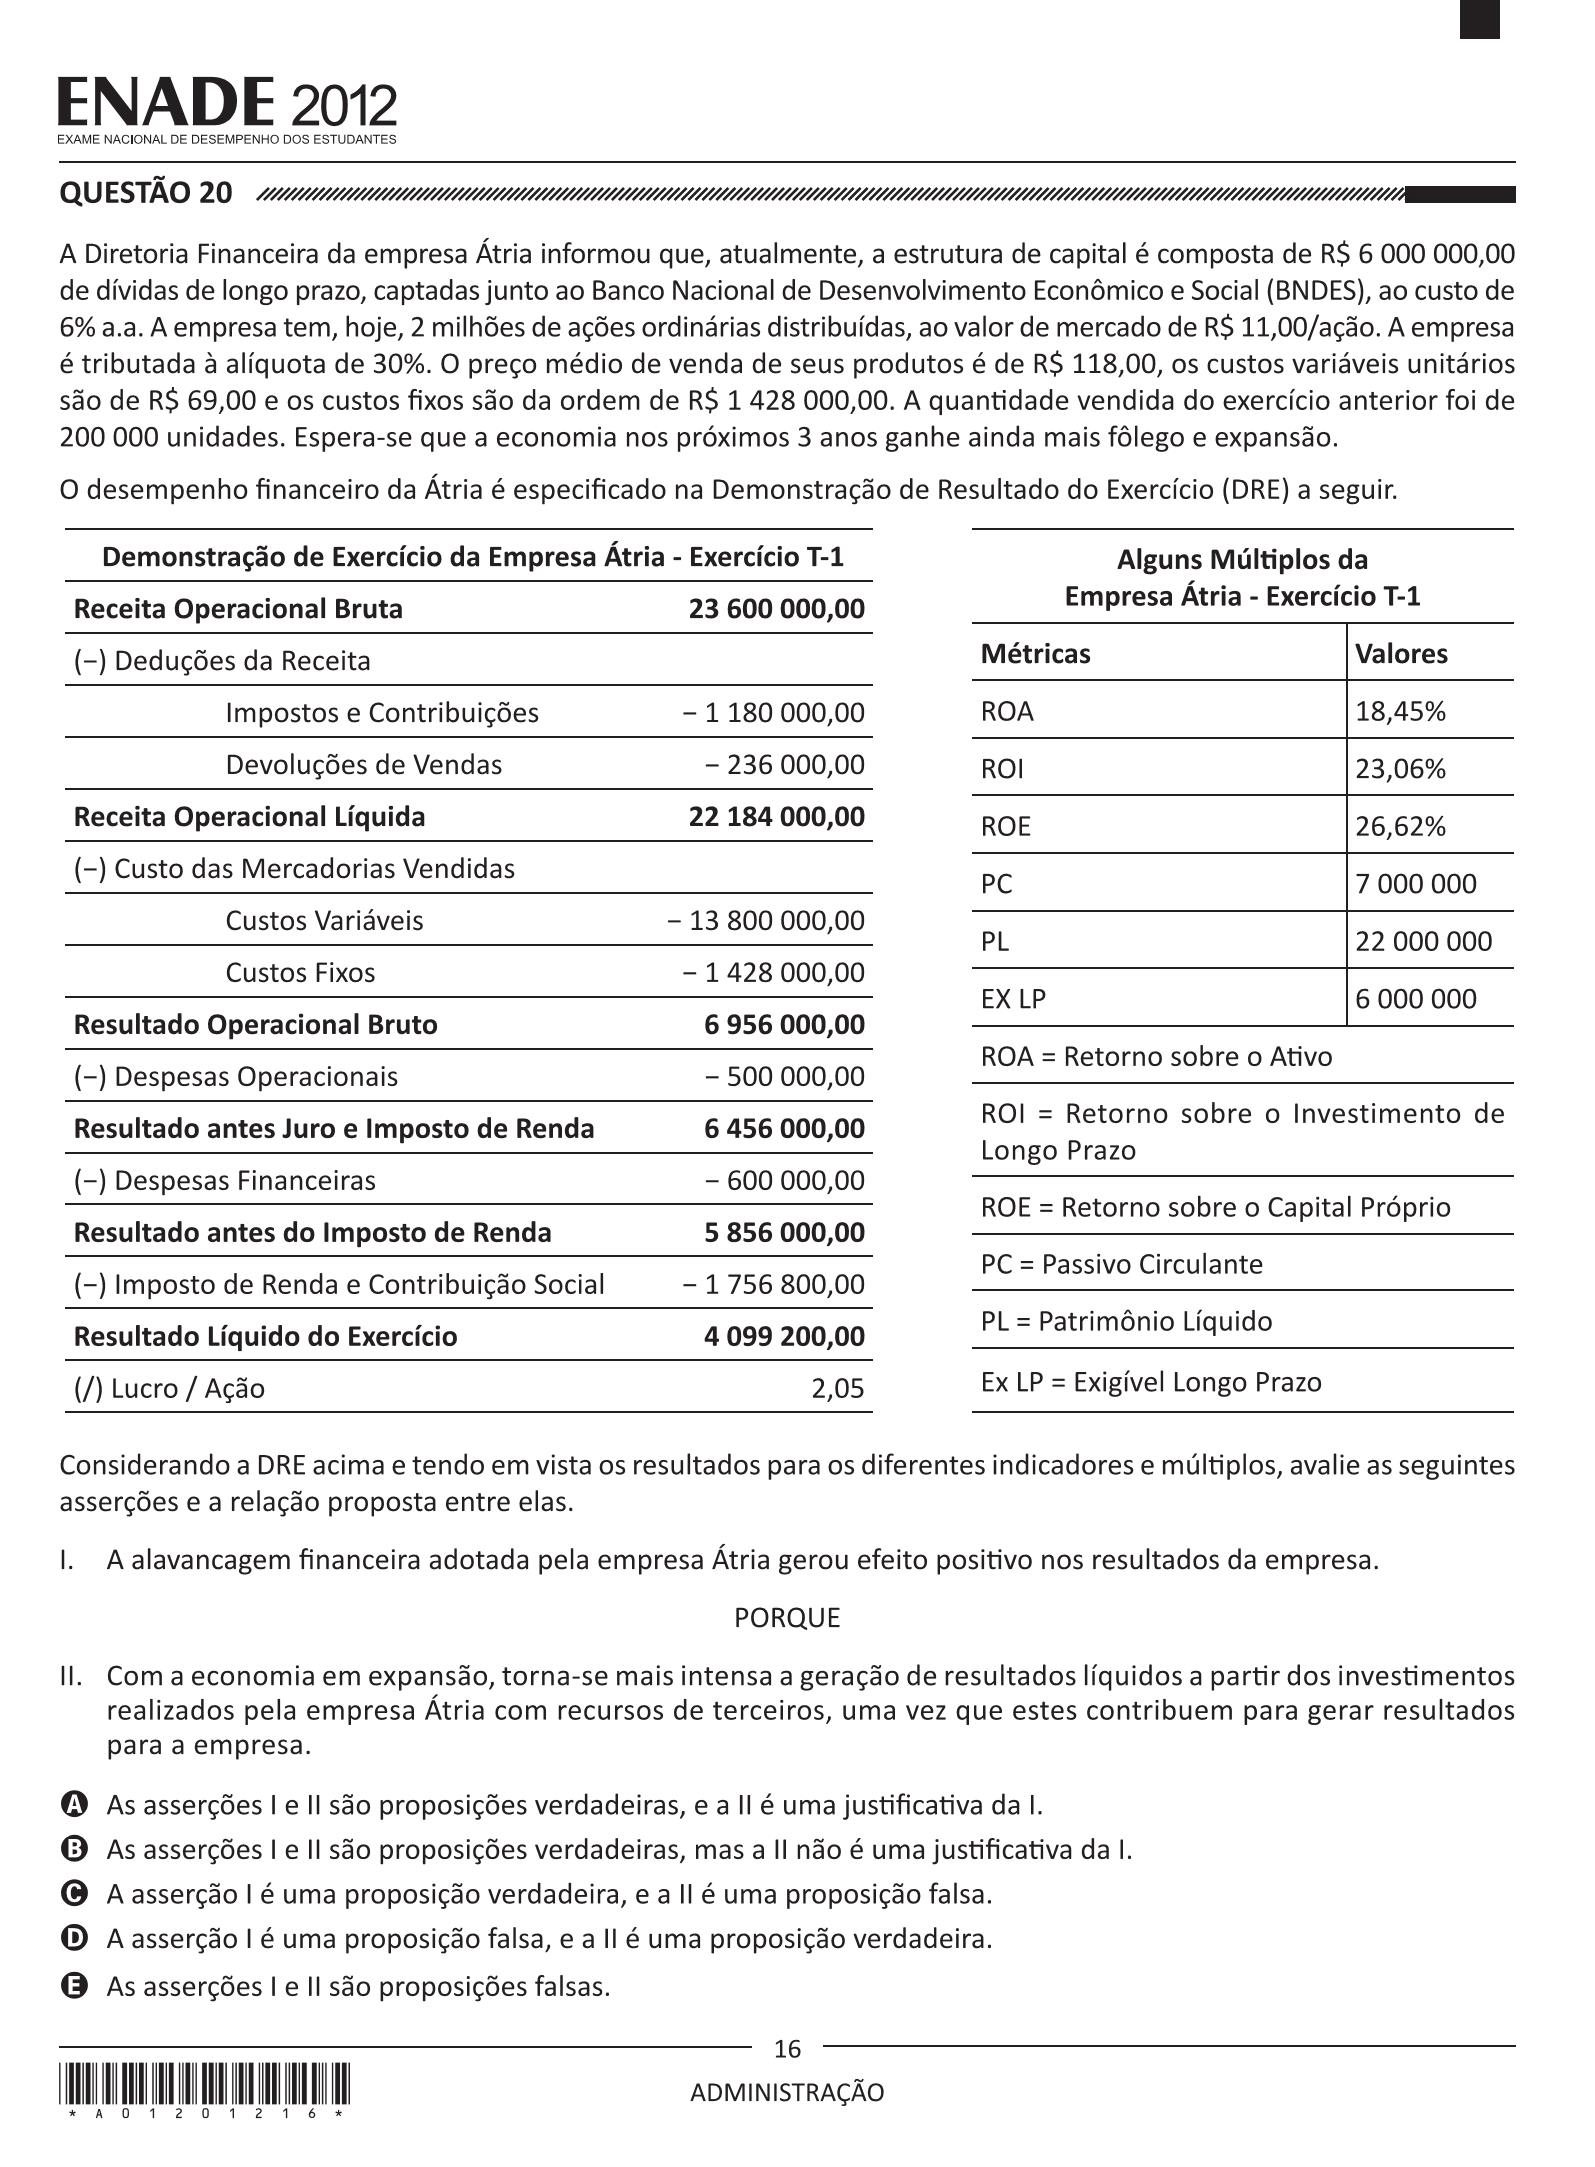 ENADE 2012
EXAME NACIONAL DE DESEMPENHO DOS ESTUDANTES
QUESTÃO 20
A Diretoria Financeira da empresa Átria informou que, atualmente, a estrutura de capital é composta de R$ 6 000 000,00
de dívidas de longo prazo, captadas junto ao Banco Nacional de Desenvolvimento Econômico e Social (BNDES), ao custo de
6% a.a. A empresa tem, hoje, 2 milhões de ações ordinárias distribuídas, ao valor de mercado de R$ 11,00/ação. A empresa
é tributada à alíquota de 30%. O preço médio de venda de seus produtos é de R$ 118,00, os custos variáveis unitários
são de R$ 69,00 e os custos fixos são da ordem de R$ 1 428 000,00. A quantidade vendida do exercício anterior foi de
200 000 unidades. Espera-se que a economia nos próximos 3 anos ganhe ainda mais fôlego e expansão.
O desempenho financeiro da Átria é especificado na Demonstração de Resultado do Exercício (DRE) a seguir.
Demonstração de Exercício da Empresa Átria - Exercício T-1
Receita Operacional Bruta 23 600 000,00
(−) Deduções da Receita
Impostos e Contribuições − 1 180 000,00
Devoluções de Vendas − 236 000,00
Receita Operacional Líquida 22 184 000,00
(−) Custo das Mercadorias Vendidas
Custos Variáveis − 13 800 000,00
Custos Fixos − 1 428 000,00
Resultado Operacional Bruto 6 956 000,00
(−) Despesas Operacionais − 500 000,00
Resultado antes Juro e Imposto de Renda 6 456 000,00
(−) Despesas Financeiras − 600 000,00
Resultado antes do Imposto de Renda 5 856 000,00
(−) Imposto de Renda e Contribuição Social − 1 756 800,00
Resultado Líquido do Exercício 4 099 200,00
(/) Lucro / Ação 2,05
Alguns Múltiplos da
Empresa Átria - Exercício T-1
Métricas Valores
ROA 18,45%
ROI 23,06%
ROE 26,62%
PC 7 000 000
PL 22 000 000
EX LP 6 000 000
ROA = Retorno sobre o Ativo
ROI = Retorno sobre o Investimento de
Longo Prazo
ROE = Retorno sobre o Capital Próprio
PC = Passivo Circulante
PL = Patrimônio Líquido
Ex LP = Exigível Longo Prazo
Considerando a DRE acima e tendo em vista os resultados para os diferentes indicadores e múltiplos, avalie as seguintes
asserções e a relação proposta entre elas.
I. A alavancagem financeira adotada pela empresa Átria gerou efeito positivo nos resultados da empresa.
PORQUE
II. Com a economia em expansão, torna-se mais intensa a geração de resultados líquidos a partir dos investimentos
realizados pela empresa Átria com recursos de terceiros, uma vez que estes contribuem para gerar resultados
para a empresa.
A As asserções I e II são proposições verdadeiras, e a II é uma justificativa da I.
B As asserções I e II são proposições verdadeiras, mas a II não é uma justificativa da I.
C A asserção I é uma proposição verdadeira, e a II é uma proposição falsa.
D A asserção I é uma proposição falsa, e a II é uma proposição verdadeira.
E As asserções I e II são proposições falsas.
16
ADMINISTRAÇÃO
* A 0 1 2 0 1 2 1 6 *